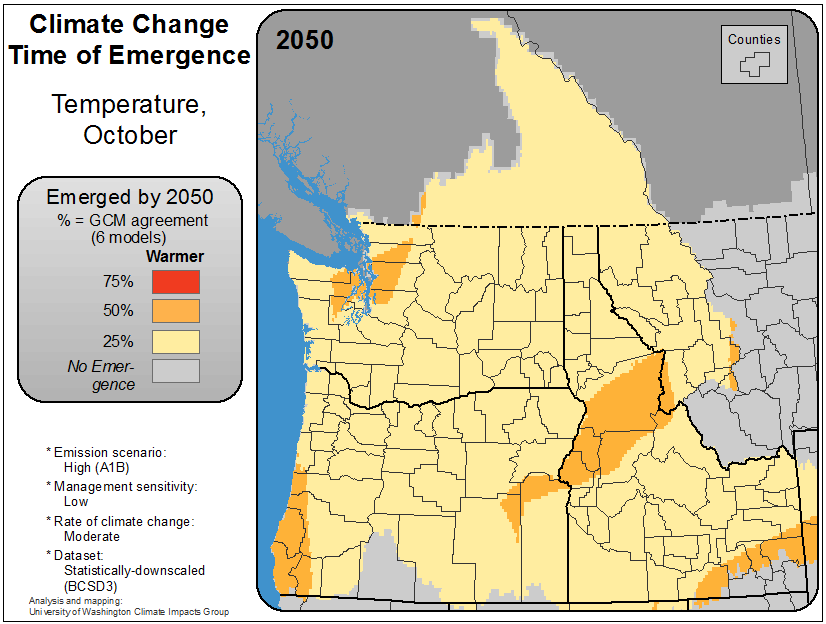 Climate Change
Time of Emergence
Temperature,
October
Emerged by 2050
% = GCM agreement
(6 models)
Warmer
75%
50%
25%
No Emer-
gence
* Emission scenario:
High (A1B)
* Management sensitivity:
Low
* Rate of climate change:
Moderate
* Dataset:
Statistically-downscaled
(BCSD3)
Analysis and mapping:
University of Washington Climate Impacts Group
2050
Counties